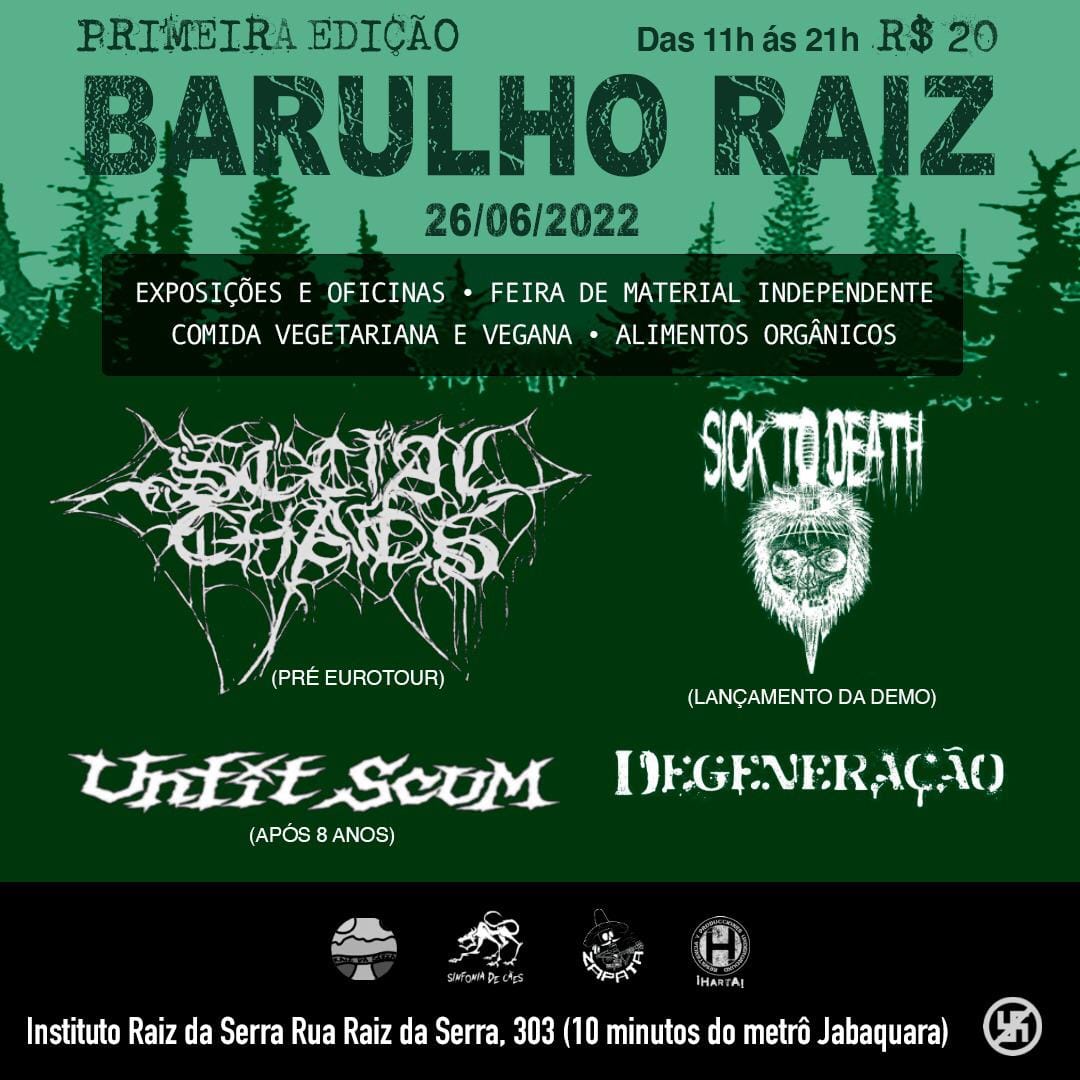 PRIMEIRA EDIÇÃO
Das 11h ás 21h R$ 20
BARULHO RAIZ
26/06/2022
EXPOSIÇÕES E OFICINAS • FEIRA DE MATERIAL INDEPENDENTE
COMIDA VEGETARIANA E VEGANA • ALIMENTOS ORGÂNICOS
SOCIAL
CHAOS
(PRÉ EUROTOUR)
SICK TO DEATH
(LANÇAMENTO DA DEMO)
UNFIT SCUM
(APÓS 8 ANOS)
DEGENERAÇÃO
RAIZ DA SERRA
SINFONIA DE CÃES
ZAPATA
H
¡HARTA!
Instituto Raiz da Serra Rua Raiz da Serra, 303 (10 minutos do metrô Jabaquara)